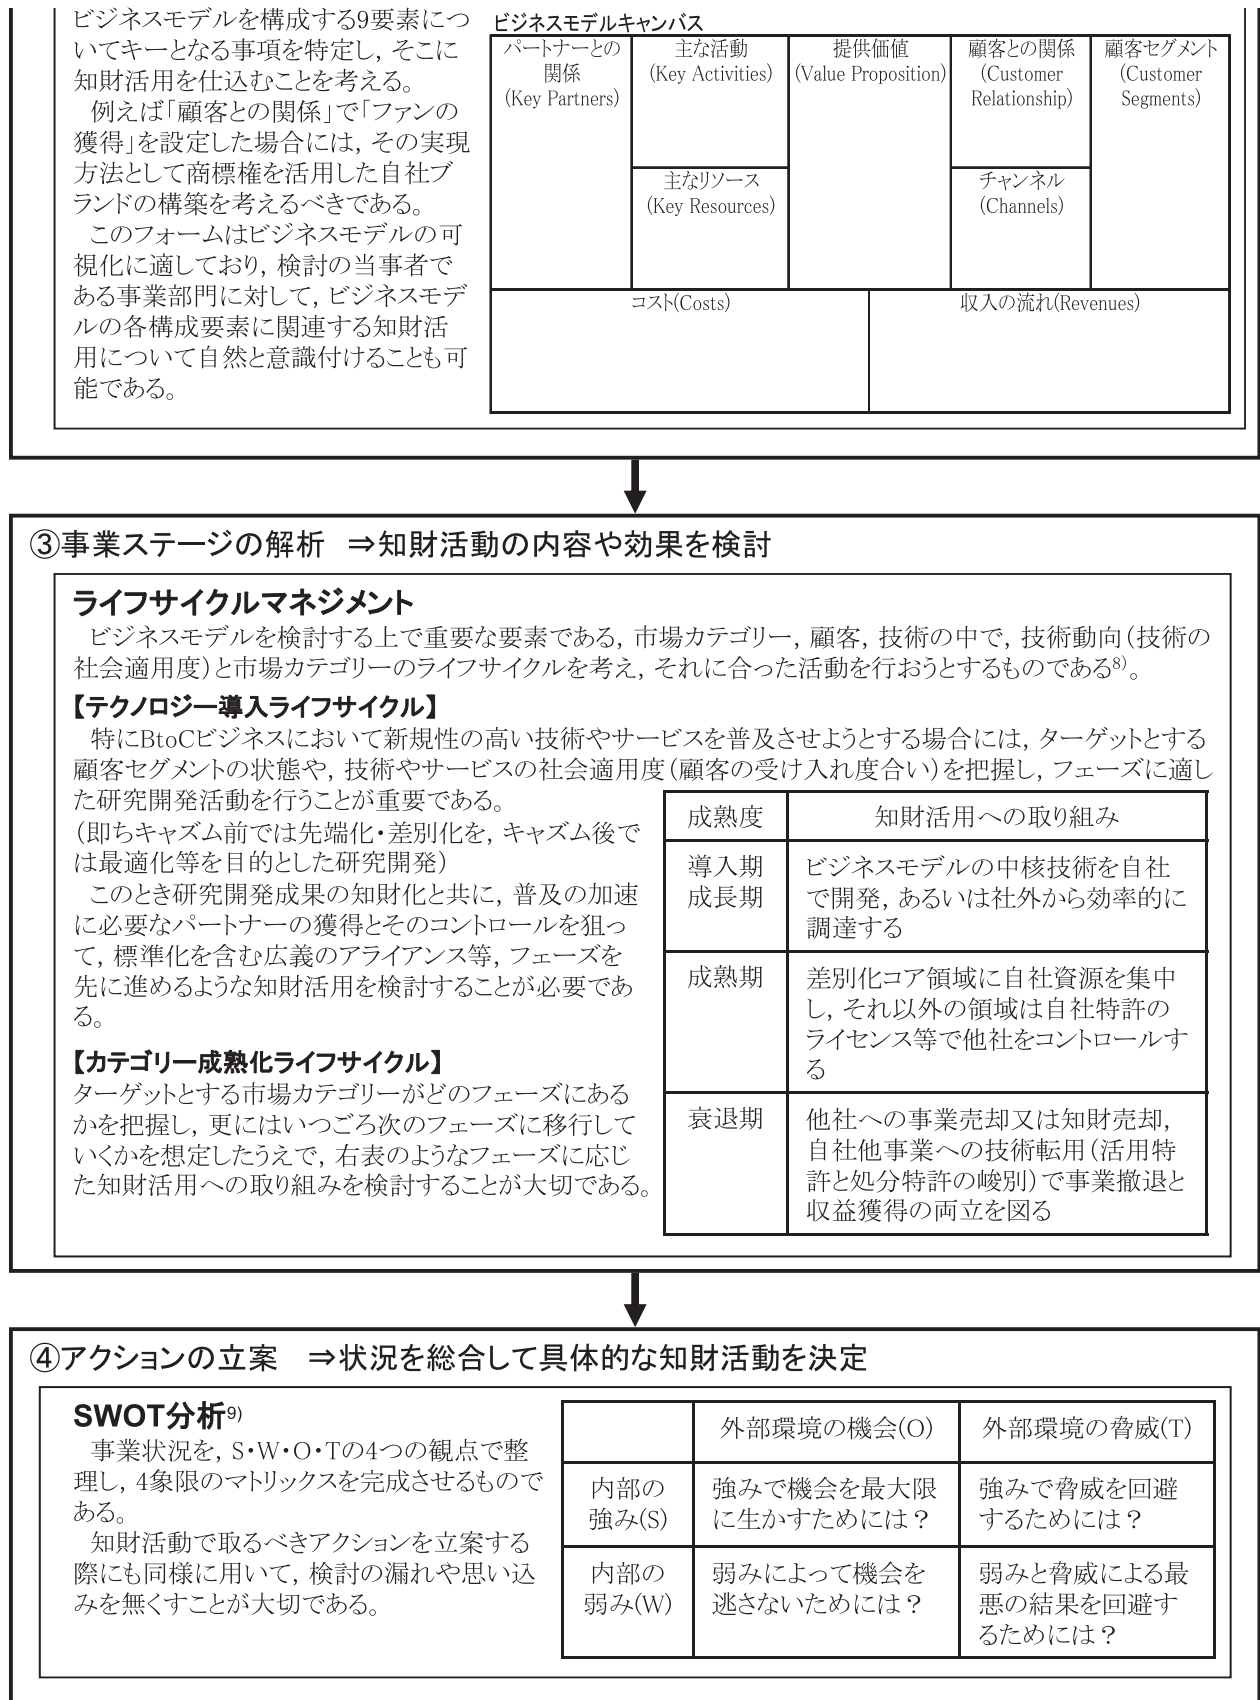 ビジネスモデルを構成する9要素につ
いてキーとなる事項を特定し，そこに
知財活用を仕込むことを考える。
例えば「顧客との関係」で「ファンの
獲得」を設定した場合には，その実現
方法として商標権を活用した自社ブ
ランドの構築を考えるべきである。
このフォームはビジネスモデルの可
視化に適しており，検討の当事者で
ある事業部門に対して，ビジネスモデ
ルの各構成要素に関連する知財活
用について自然と意識付けることも可
能である。
ビジネスモデルキャンバス
パートナーとの
関係
(Key Partners)
主な活動
(Key Activities)
主なリソース
(Key Resources)
提供価値
(Value Proposition)
顧客との関係
(Customer
Relationship)
チャンネル
(Channels)
顧客セグメント
(Customer
Segments)
コスト(Costs)
収入の流れ(Revenues)
③事業ステージの解析　⇒知財活動の内容や効果を検討
ライフサイクルマネジメント
ビジネスモデルを検討する上で重要な要素である，市場カテゴリー，顧客，技術の中で，技術動向（技術の
社会適用度）と市場カテゴリーのライフサイクルを考え，それに合った活動を行おうとするものである8)。
【テクノロジー導入ライフサイクル】
特にBtoCビジネスにおいて新規性の高い技術やサービスを普及させようとする場合には，ターゲットとする
顧客セグメントの状態や，技術やサービスの社会適用度（顧客の受け入れ度合い）を把握し，フェーズに適し
た研究開発活動を行うことが重要である。
（即ちキャズム前では先端化・差別化を，キャズム後で
は最適化等を目的とした研究開発）
このとき研究開発成果の知財化と共に，普及の加速
に必要なパートナーの獲得とそのコントロールを狙っ
て，標準化を含む広義のアライアンス等，フェーズを
先に進めるような知財活用を検討することが必要であ
る。
【カテゴリー成熟化ライフサイクル】
ターゲットとする市場カテゴリーがどのフェーズにある
かを把握し，更にはいつごろ次のフェーズに移行して
いくかを想定したうえで，右表のようなフェーズに応じ
た知財活用への取り組みを検討することが大切である。
成熟度
知財活用への取り組み
導入期
成長期
ビジネスモデルの中核技術を自社
で開発，あるいは社外から効率的に
調達する
成熟期
差別化コア領域に自社資源を集中
し，それ以外の領域は自社特許の
ライセンス等で他社をコントロールす
る
衰退期
他社への事業売却又は知財売却，
自社他事業への技術転用（活用特
許と処分特許の峻別）で事業撤退と
収益獲得の両立を図る
④アクションの立案　⇒状況を総合して具体的な知財活動を決定
SWOT分析9)
事業状況を，S・W・O・Tの4つの観点で整
理し，4象限のマトリックスを完成させるもので
ある。
知財活動で取るべきアクションを立案する
際にも同様に用いて，検討の漏れや思い込
みを無くすことが大切である。
外部環境の機会(O)
外部環境の脅威(T)
内部の
強み(S)
強みで機会を最大限
に生かすためには？
強みで脅威を回避
するためには？
内部の
弱み(W)
弱みによって機会を
逃さないためには？
弱みと脅威による最
悪の結果を回避す
るためには？